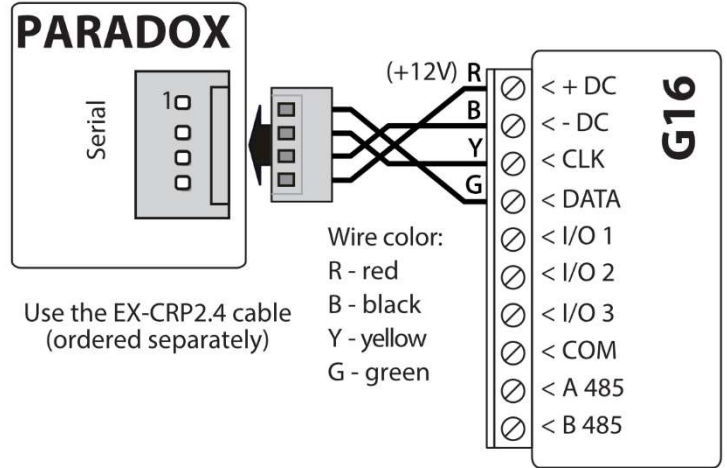 PARADOX
Serial
1
Use the EX-CRP2.4 cable
(ordered separately)
(+12V) R
B
Y
G
Wire color:
R - red
B - black
Y - yellow
G - green
< + DC
< - DC
< CLK
< DATA
< I/O 1
< I/O 2
< I/O 3
< COM
< A 485
< B 485
G16